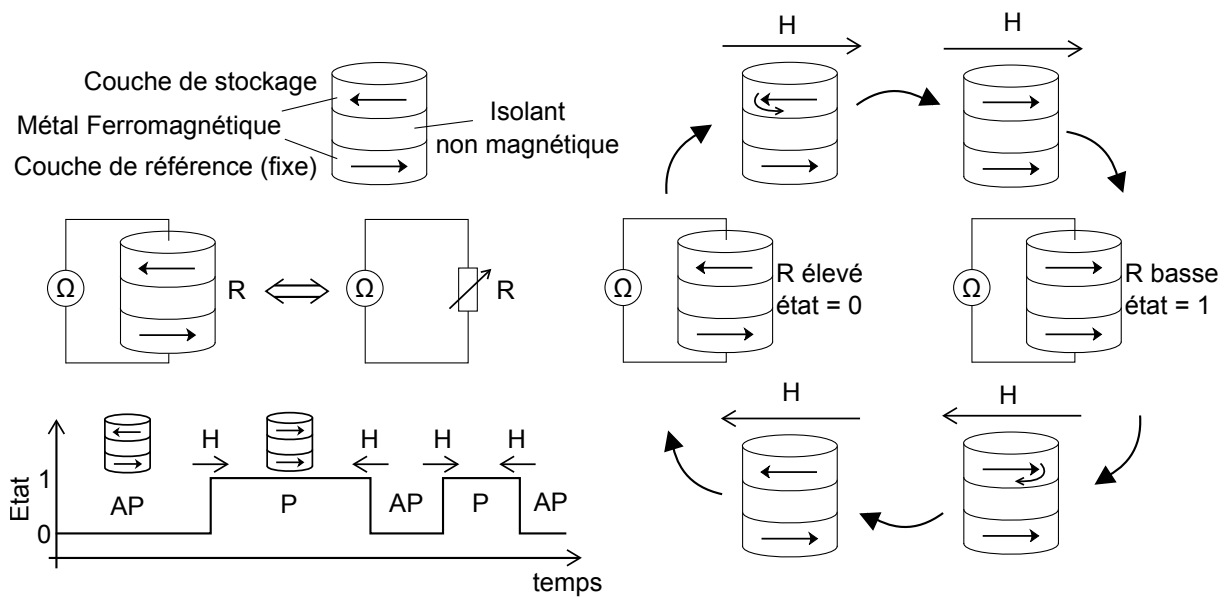 Couche de stockage
Métal Ferromagnétique
Couche de référence (fixe)
Isolant
non magnétique
H
H
Ω
R
Ω
R
Ω
R élevé
état = 0
Ω
R basse
état = 1
H
H
Etat
1
0
AP
H
P
H
AP
H
P
H
AP
temps